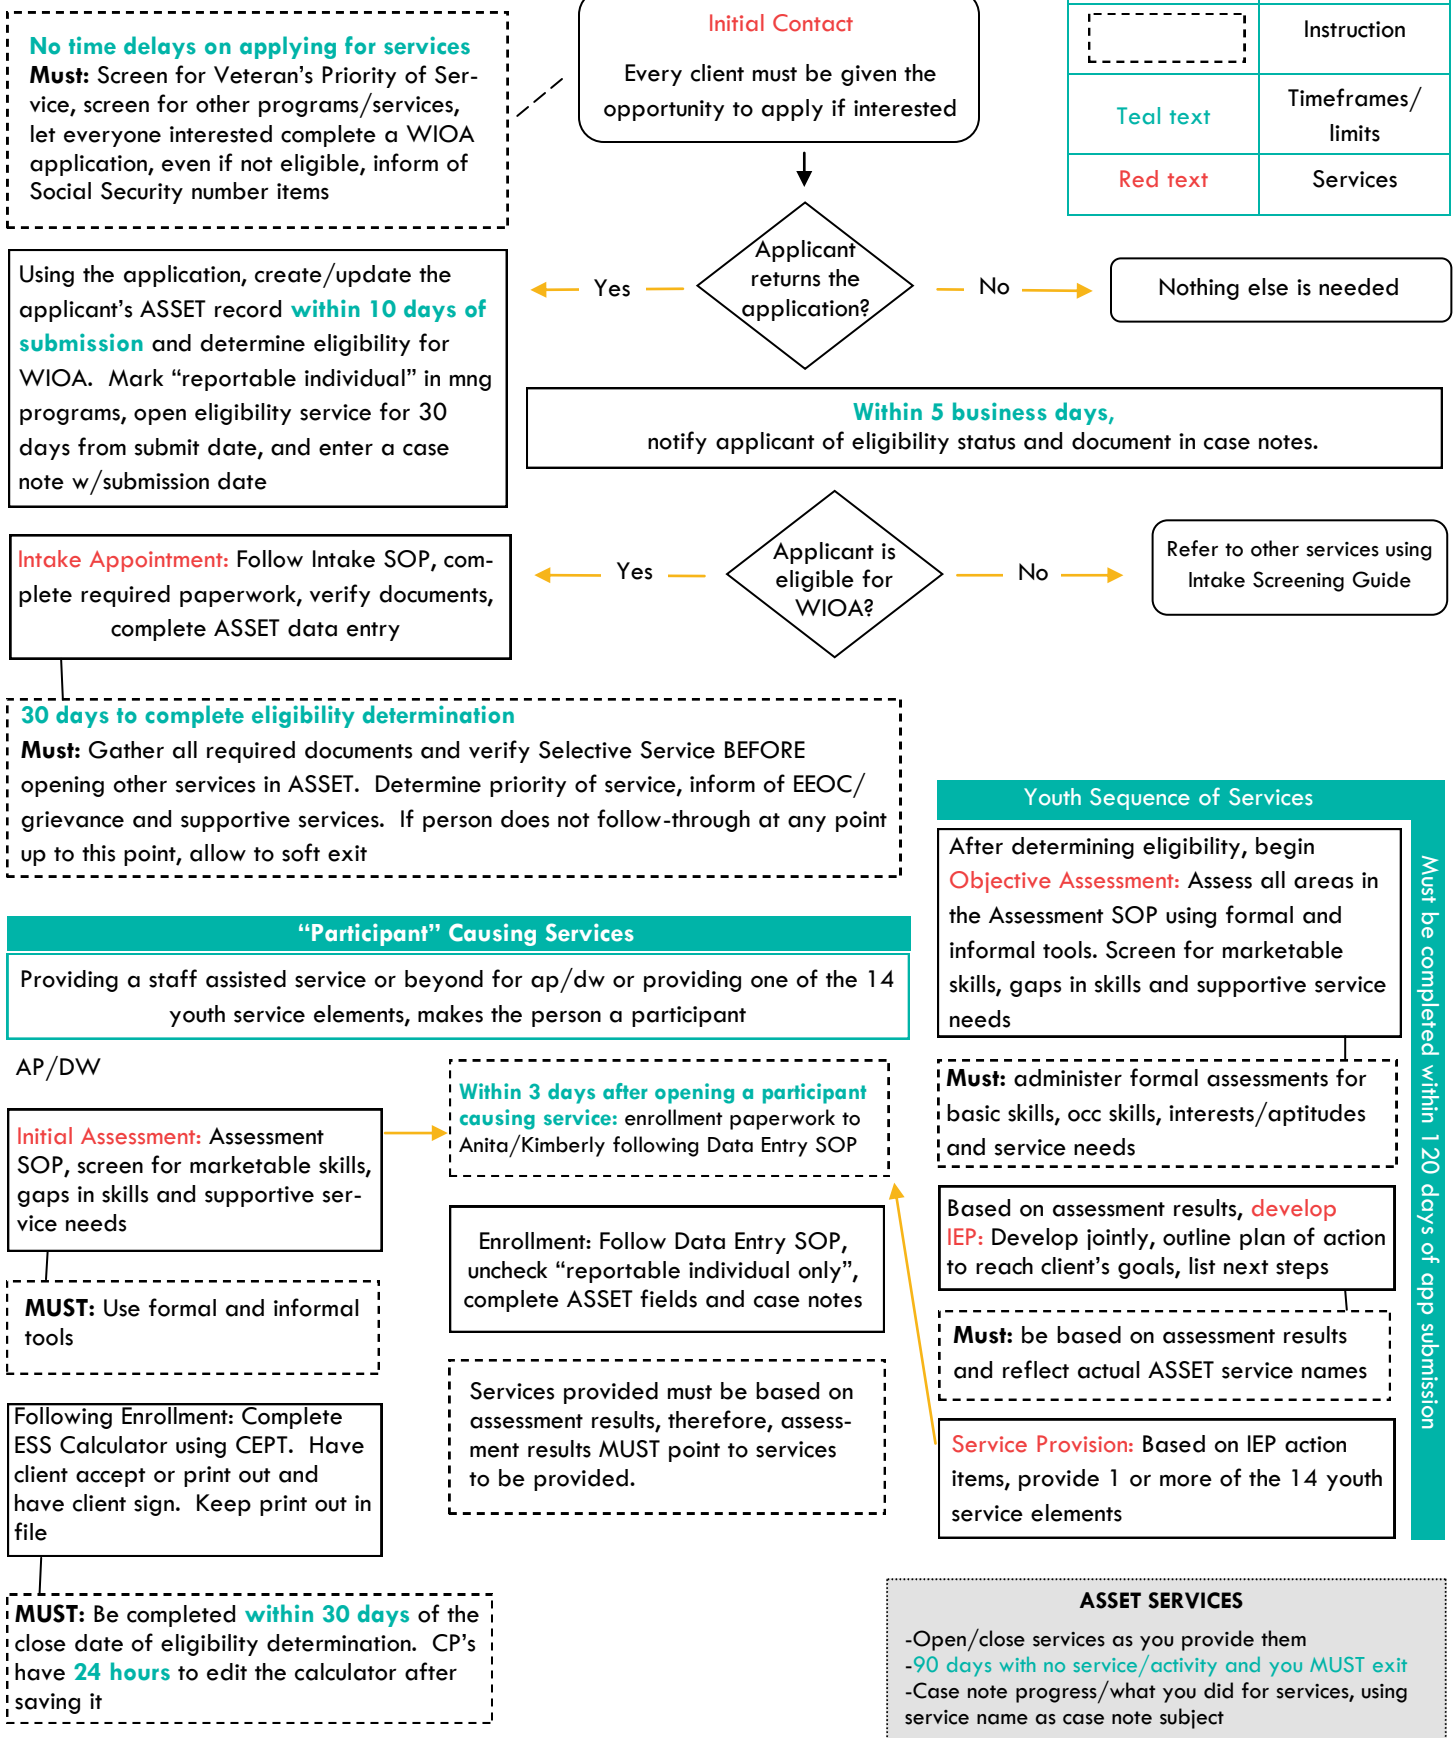 No time delays on applying for services
Must: Screen for Veteran’s Priority of Ser-
vice, screen for other programs/services,
let everyone interested complete a WIOA
application, even if not eligible, inform of
Social Security number items
Initial Contact
Every client must be given the
opportunity to apply if interested
Instruction
Teal text
Timeframes/
limits
Red text
Services
Applicant
returns the
application?
Yes
No
Nothing else is needed
Using the application, create/update the
applicant’s ASSET record within 10 days of
submission and determine eligibility for
WIOA.  Mark “reportable individual” in mng
programs, open eligibility service for 30
days from submit date, and enter a case
note w/submission date
Within 5 business days,
notify applicant of eligibility status and document in case notes.
Applicant is
eligible for
WIOA?
Yes
No
Refer to other services using
Intake Screening Guide
Intake Appointment: Follow Intake SOP, com-
plete required paperwork, verify documents,
complete ASSET data entry
30 days to complete eligibility determination
Must: Gather all required documents and verify Selective Service BEFORE
opening other services in ASSET.  Determine priority of service, inform of EEOC/
grievance and supportive services.  If person does not follow-through at any point
up to this point, allow to soft exit
“Participant” Causing Services
Providing a staff assisted service or beyond for ap/dw or providing one of the 14
youth service elements, makes the person a participant
AP/DW
Initial Assessment: Assessment
SOP, screen for marketable skills,
gaps in skills and supportive ser-
vice needs
MUST: Use formal and informal
tools
Following Enrollment: Complete
ESS Calculator using CEPT.  Have
client accept or print out and
have client sign.  Keep print out in
file
MUST: Be completed within 30 days of the
close date of eligibility determination.  CP’s
have 24 hours to edit the calculator after
saving it
Within 3 days after opening a participant
causing service: enrollment paperwork to
Anita/Kimberly following Data Entry SOP
Enrollment: Follow Data Entry SOP,
uncheck “reportable individual only”,
complete ASSET fields and case notes
Services provided must be based on
assessment results, therefore, assess-
ment results MUST point to services
to be provided.
Youth Sequence of Services
Must be completed within 120 days of app submission
After determining eligibility, begin
Objective Assessment: Assess all areas in
the Assessment SOP using formal and
informal tools. Screen for marketable
skills, gaps in skills and supportive service
needs
Must: administer formal assessments for
basic skills, occ skills, interests/aptitudes
and service needs
Based on assessment results, develop
IEP: Develop jointly, outline plan of action
to reach client’s goals, list next steps
Must: be based on assessment results
and reflect actual ASSET service names
Service Provision: Based on IEP action
items, provide 1 or more of the 14 youth
service elements
ASSET SERVICES
-Open/close services as you provide them
-90 days with no service/activity and you MUST exit
-Case note progress/what you did for services, using
service name as case note subject